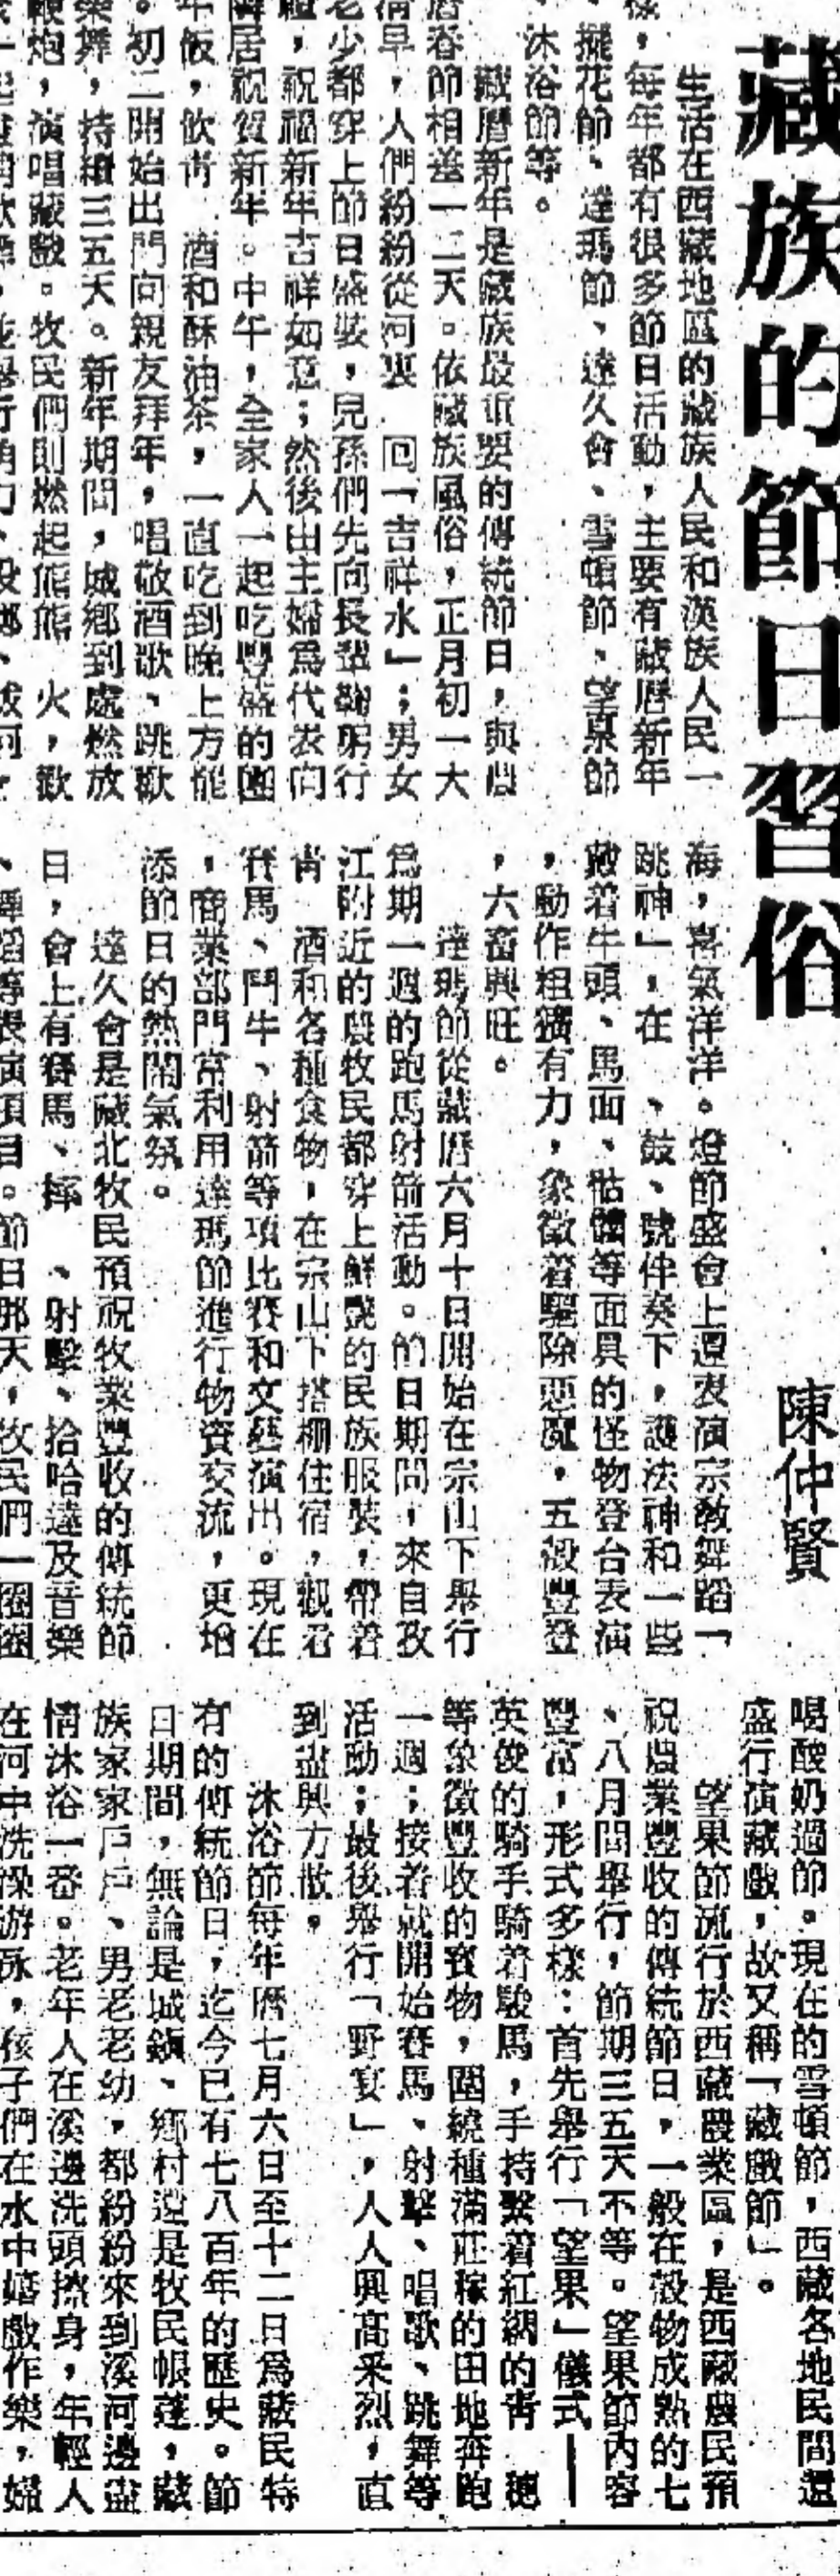 藏族的節日習俗
陳仲賢
生活在西藏地區的藏族人民和漢族人民一
樣，每年都有很多節日活動，主要有藏曆新年
、擺花節、達瑪節、達久會、雪頓節、望果節
、沐浴節等。
藏曆新年是藏族最重要的傳統節日，與農
曆春節相差一二天。依藏族風俗，正月初一大
清早，人們紛紛從河裏 回「吉祥水」；男女
老少都穿上節日盛裝，兒孫們先向長輩鞠躬行
禮，祝福新年吉祥如意；然後由主婦爲代表向
鄰居祝賀新年。中午，全家人一起吃豐盛的團
年飯，飲青 酒和酥油茶，一直吃到晚上方能
。初二開始出門向親友拜年，唱敬酒歌、跳歡
樂舞，持續三五天。新年期間，城鄉到處燃放
鞭炮，演唱藏戲。牧民們則燃起熊熊 火，歡
海，喜氣洋洋。燈節盛會上還表演宗教舞蹈「
跳神」，在 、鼓、號伴奏下，護法神和一些
戴着牛頭、馬面、骷髏等面具的怪物登台表演
，動作粗獷有力，象徵着驅除惡魔，五穀豐登
，六畜興旺。
達瑪節從藏曆六月十日開始在宗山下舉行
爲期一週的跑馬射箭活動。節日期間，來自孜
江附近的農牧民都穿上鮮艷的民族服裝，帶着
青 酒和各種食物，在宗山下搭棚住宿，觀看
賽馬、鬥牛、射箭等項比賽和文藝演出。現在
，商業部門常利用達瑪節進行物資交流，更增
添節日的熱鬧氣氛。
達久會是藏北牧民預祝牧業豐收的傳統節
日，會上有賽馬、摔 、射擊、拾哈達及音樂
、舞蹈等表演項目。節日那天，牧民們一圈圈
喝酸奶過節。現在的雪頓節，西藏各地民間還
盛行演藏戲，故又稱「藏戲節」。
望果節流行於西藏農業區，是西藏農民預
祝農業豐收的傳統節日，一般在穀物成熟的七
、八月間舉行，節期三五天不等。望果節內容
豐富，形式多樣：首先舉行「望果」儀式——
英俊的騎手騎着駿馬，手持繫着紅綢的青 穗
等象徵豐收的寶物，圍繞種滿莊稼的田地奔跑
一週；接着就開始賽馬、射擊、唱歌、跳舞等
活動；最後舉行「野宴」，人人興高采烈，直
到盡興方散。
沐浴節每年曆七月六日至十二日爲藏民特
有的傳統節日，迄今已有七八百年的歷史。節
日期間，無論是城鎮、鄉村還是牧民帳蓬，藏
族家家戶戶、男老老幼，都紛紛來到溪河邊盡
情沐浴一番。老年人在溪邊洗頭擦身，年輕人
在河中洗澡游泳，孩子們在水中嬉戲作樂，婦